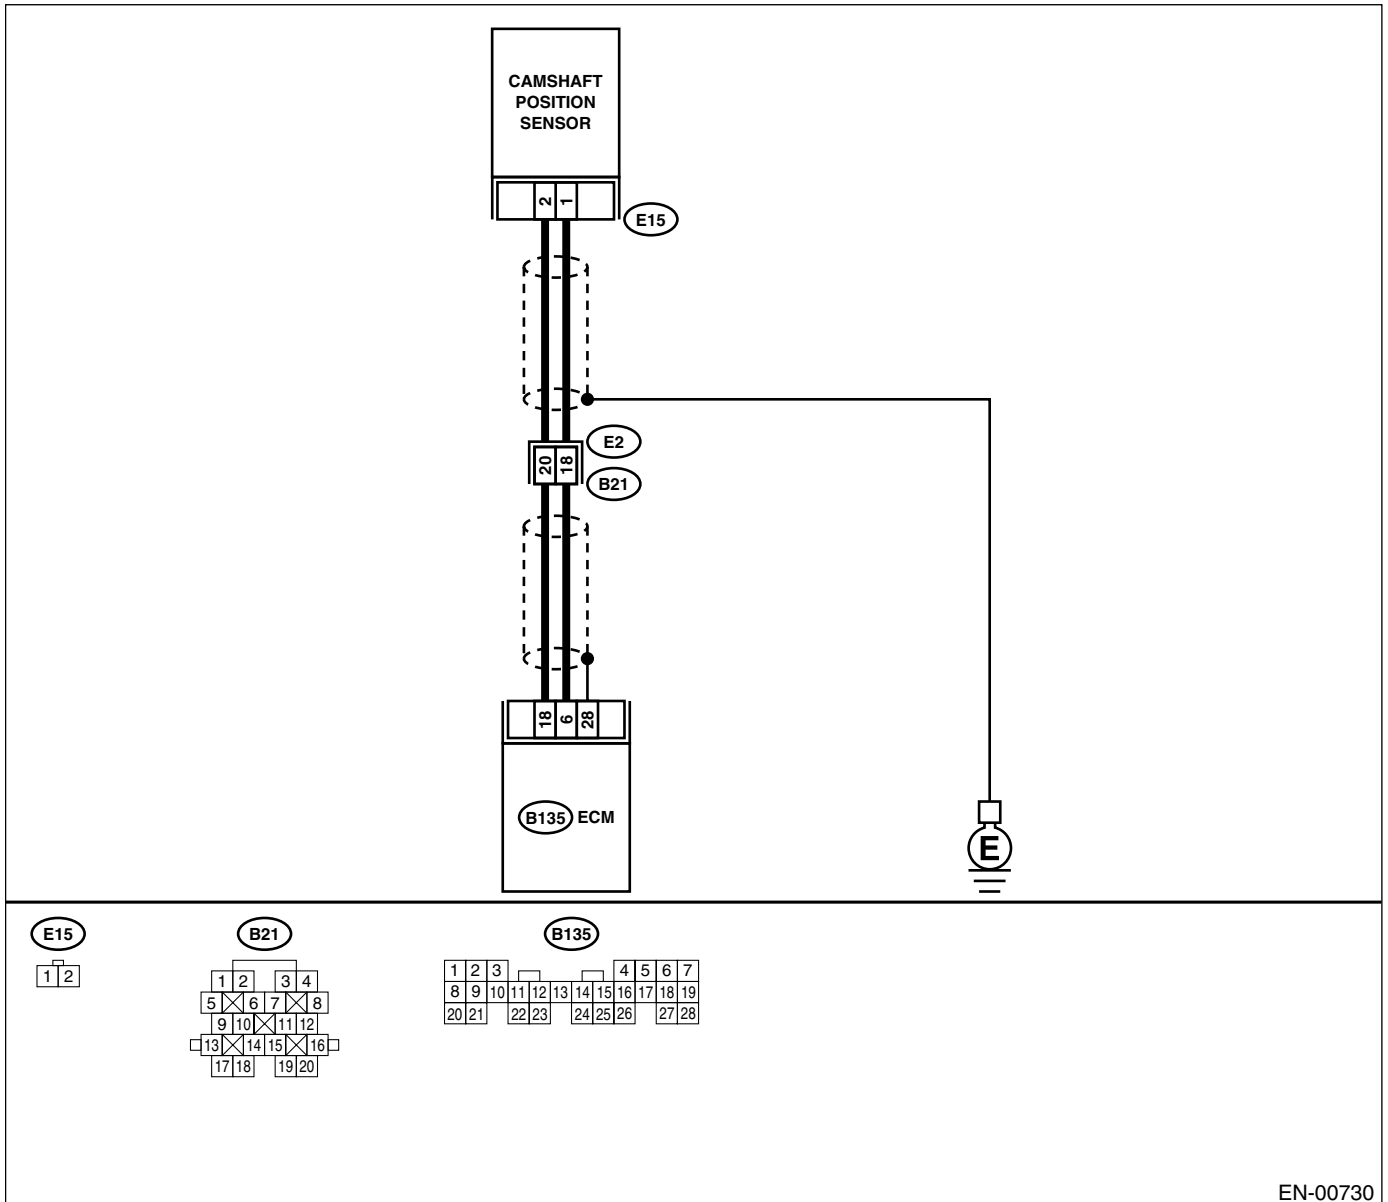 CAMSHAFT
POSITION
SENSOR
2 1
E15
E2
20 18
B21
18 6 28
B135 ECM
E
E15
1 2
B21
1 2 3 4
5 6 7 8
9 10 11 12
13 14 15 16
17 18 19 20
B135
1 2 3 4 5 6 7
8 9 10 11 12 13 14 15 16 17 18 19
20 21 22 23 24 25 26 27 28
EN-00730